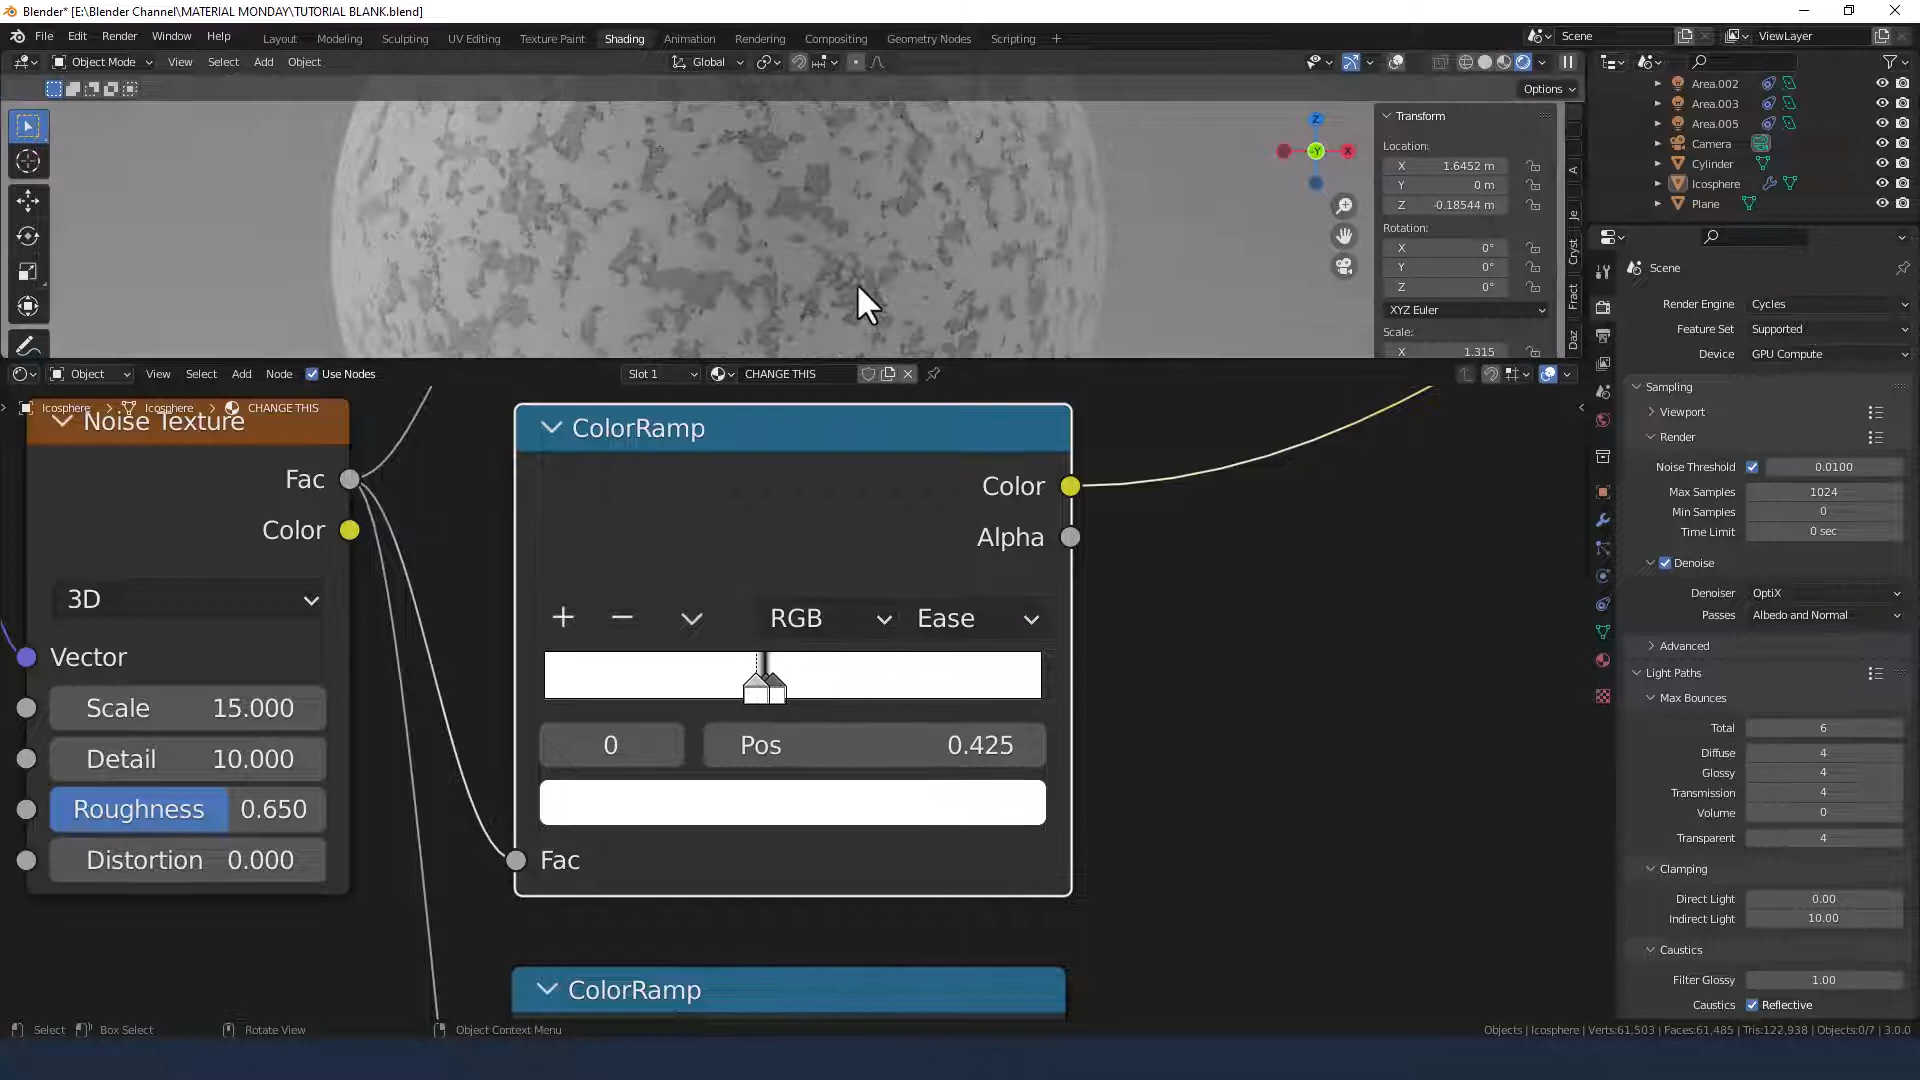 Blender* [E:\Blender Channel\MATERIAL MONDAY\TUTORIAL BLANK.blend]
File Edit Render Window Help Layout Modeling Sculpting UV Editing Texture Paint Shading Animation Rendering Compositing Geometry Nodes Scripting + Scene ViewLayer
Object Mode View Select Add Object Global
Options
Area.002
Area.003
Area.005
Camera
Cylinder
Icosphere
Plane
Z
-Y X
Transform
Location:
X 1.6452 m
Y 0 m
Z -0.18544 m
Rotation:
X 0°
Y 0°
Z 0°
XYZ Euler
Scale:
X 1.315
A
Je
Cryst
Fract
Daz
Object View Select Add Node Use Nodes Slot 1 CHANGE THIS
Icosphere > Icosphere > CHANGE THIS
Noise Texture
Fac
Color
3D
Vector
Scale 15.000
Detail 10.000
Roughness 0.650
Distortion 0.000
ColorRamp
Color
Alpha
+ − RGB Ease
0 Pos 0.425
Fac
ColorRamp
Scene
Render Engine Cycles
Feature Set Supported
Device GPU Compute
Sampling
Viewport
Render
Noise Threshold 0.0100
Max Samples 1024
Min Samples 0
Time Limit 0 sec
Denoise
Denoiser OptiX
Passes Albedo and Normal
Advanced
Light Paths
Max Bounces
Total 6
Diffuse 4
Glossy 4
Transmission 4
Volume 0
Transparent 4
Clamping
Direct Light 0.00
Indirect Light 10.00
Caustics
Filter Glossy 1.00
Caustics Reflective
Select Box Select Rotate View Object Context Menu
Objects | Icosphere | Verts:61,503 | Faces:61,485 | Tris:122,938 | Objects:0/7 | 3.0.0